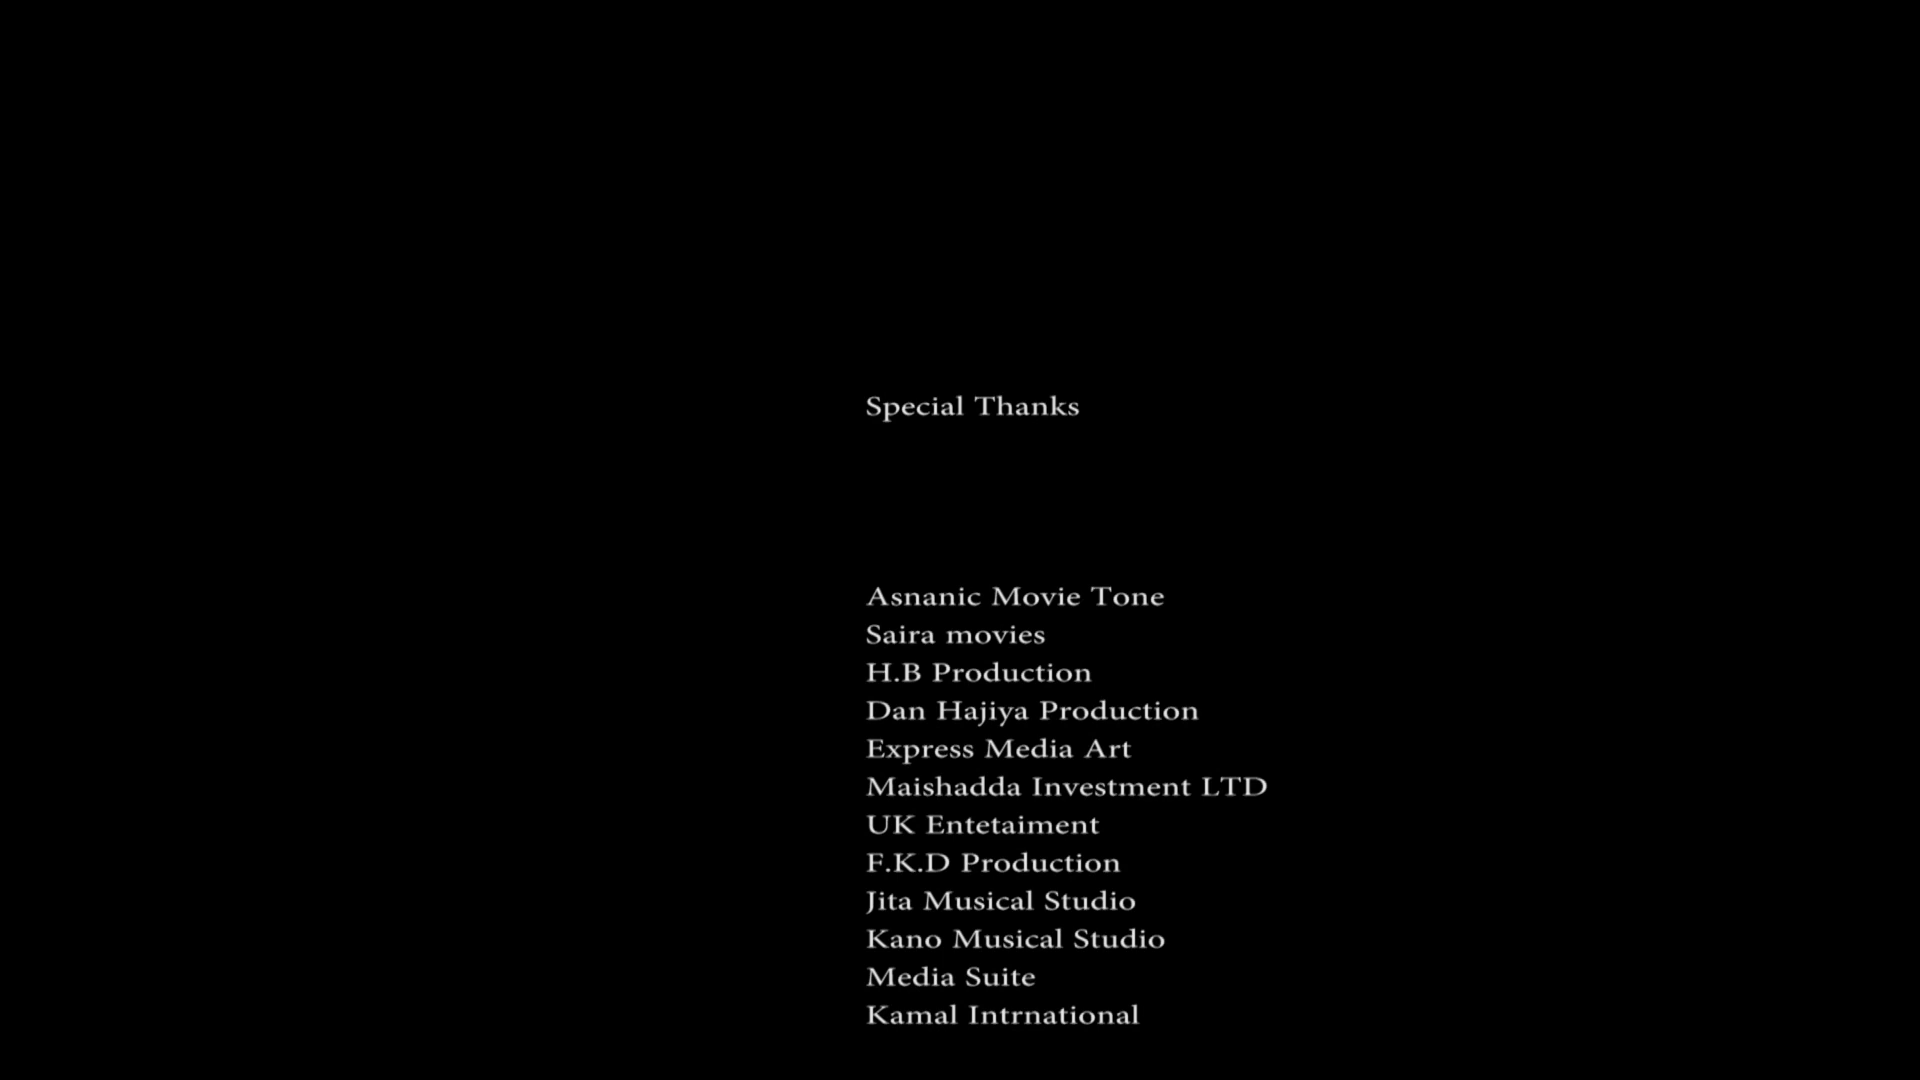 Special Thanks
Asnanic Movie Tone
Saira movies
H.B Production
Dan Hajiya Production
Express Media Art
Maishadda Investment LTD
UK Entetaiment
F.K.D Production
Jita Musical Studio
Kano Musical Studio
Media Suite
Kamal Intrnational